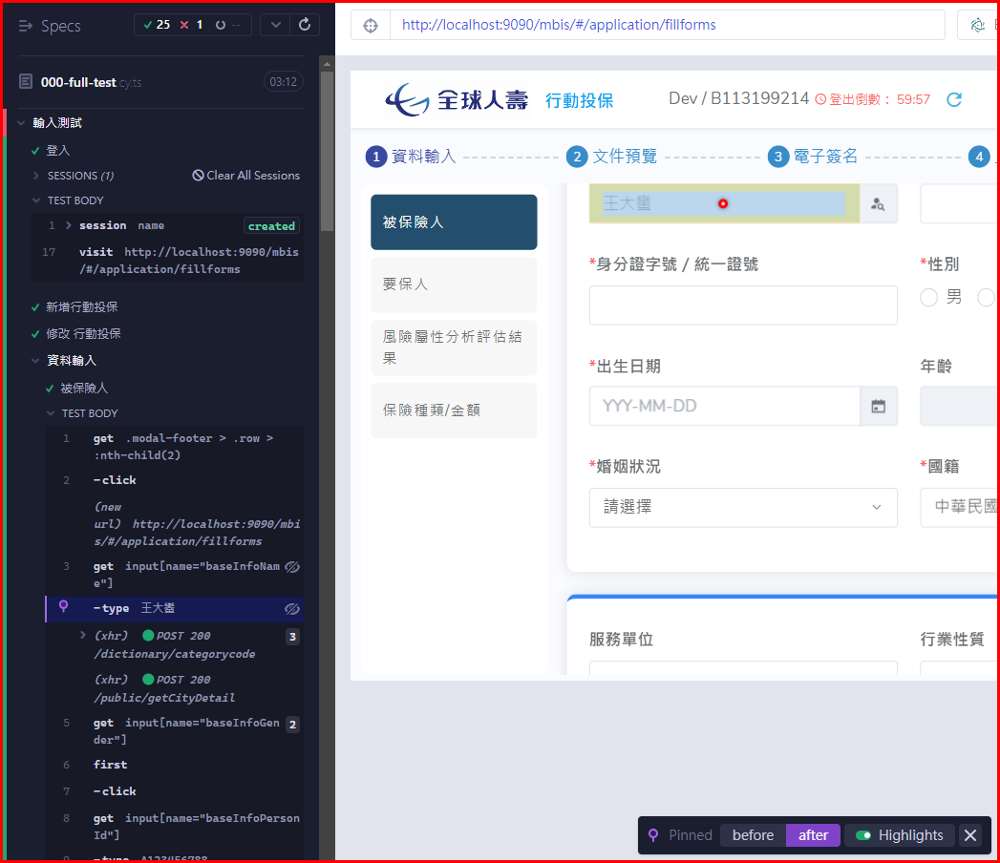 Specs
25 1 --
000-full-test.cy.ts
03:12
輸入測試
登入
SESSIONS (1)
Clear All Sessions
TEST BODY
1 session name created
17 visit http://localhost:9090/mbis
/#/application/fillforms
新增行動投保
修改 行動投保
資料輸入
被保險人
TEST BODY
1 get .modal-footer > .row >
:nth-child(2)
2 -click
(new
url) http://localhost:9090/mbi
s/#/application/fillforms
3 get input[name="baseInfoNam
e"]
-type 王大鸞
(xhr) POST 200 3
/dictionary/categorycode
(xhr) POST 200
/public/getCityDetail
5 get input[name="baseInfoGen 2
der"]
6 first
7 -click
8 get input[name="baseInfoPerson
Id"]
9 -type A123456788
http://localhost:9090/mbis/#/application/fillforms
全球人壽 行動投保
Dev / B113199214 登出倒數： 59:57
1 資料輸入
2 文件預覽
3 電子簽名
4
被保險人
要保人
風險屬性分析評估結
果
保險種類/金額
*身分證字號 / 統一證號
*性別
男
*出生日期
年齡
YYY-MM-DD
*婚姻狀況
*國籍
請選擇
中華民國
服務單位
行業性質
Pinned before after Highlights